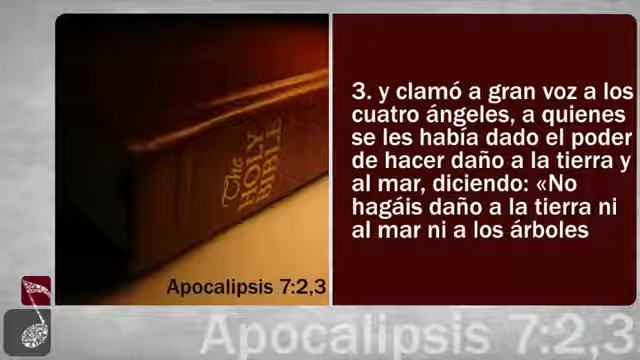 The
HOLY
BIBLE
Apocalipsis 7:2,3
3. y clamó a gran voz a los
cuatro ángeles, a quienes
se les había dado el poder
de hacer daño a la tierra y
al mar, diciendo: «No
hagáis daño a la tierra ni
al mar ni a los árboles
Apocalipsis 7:2,3